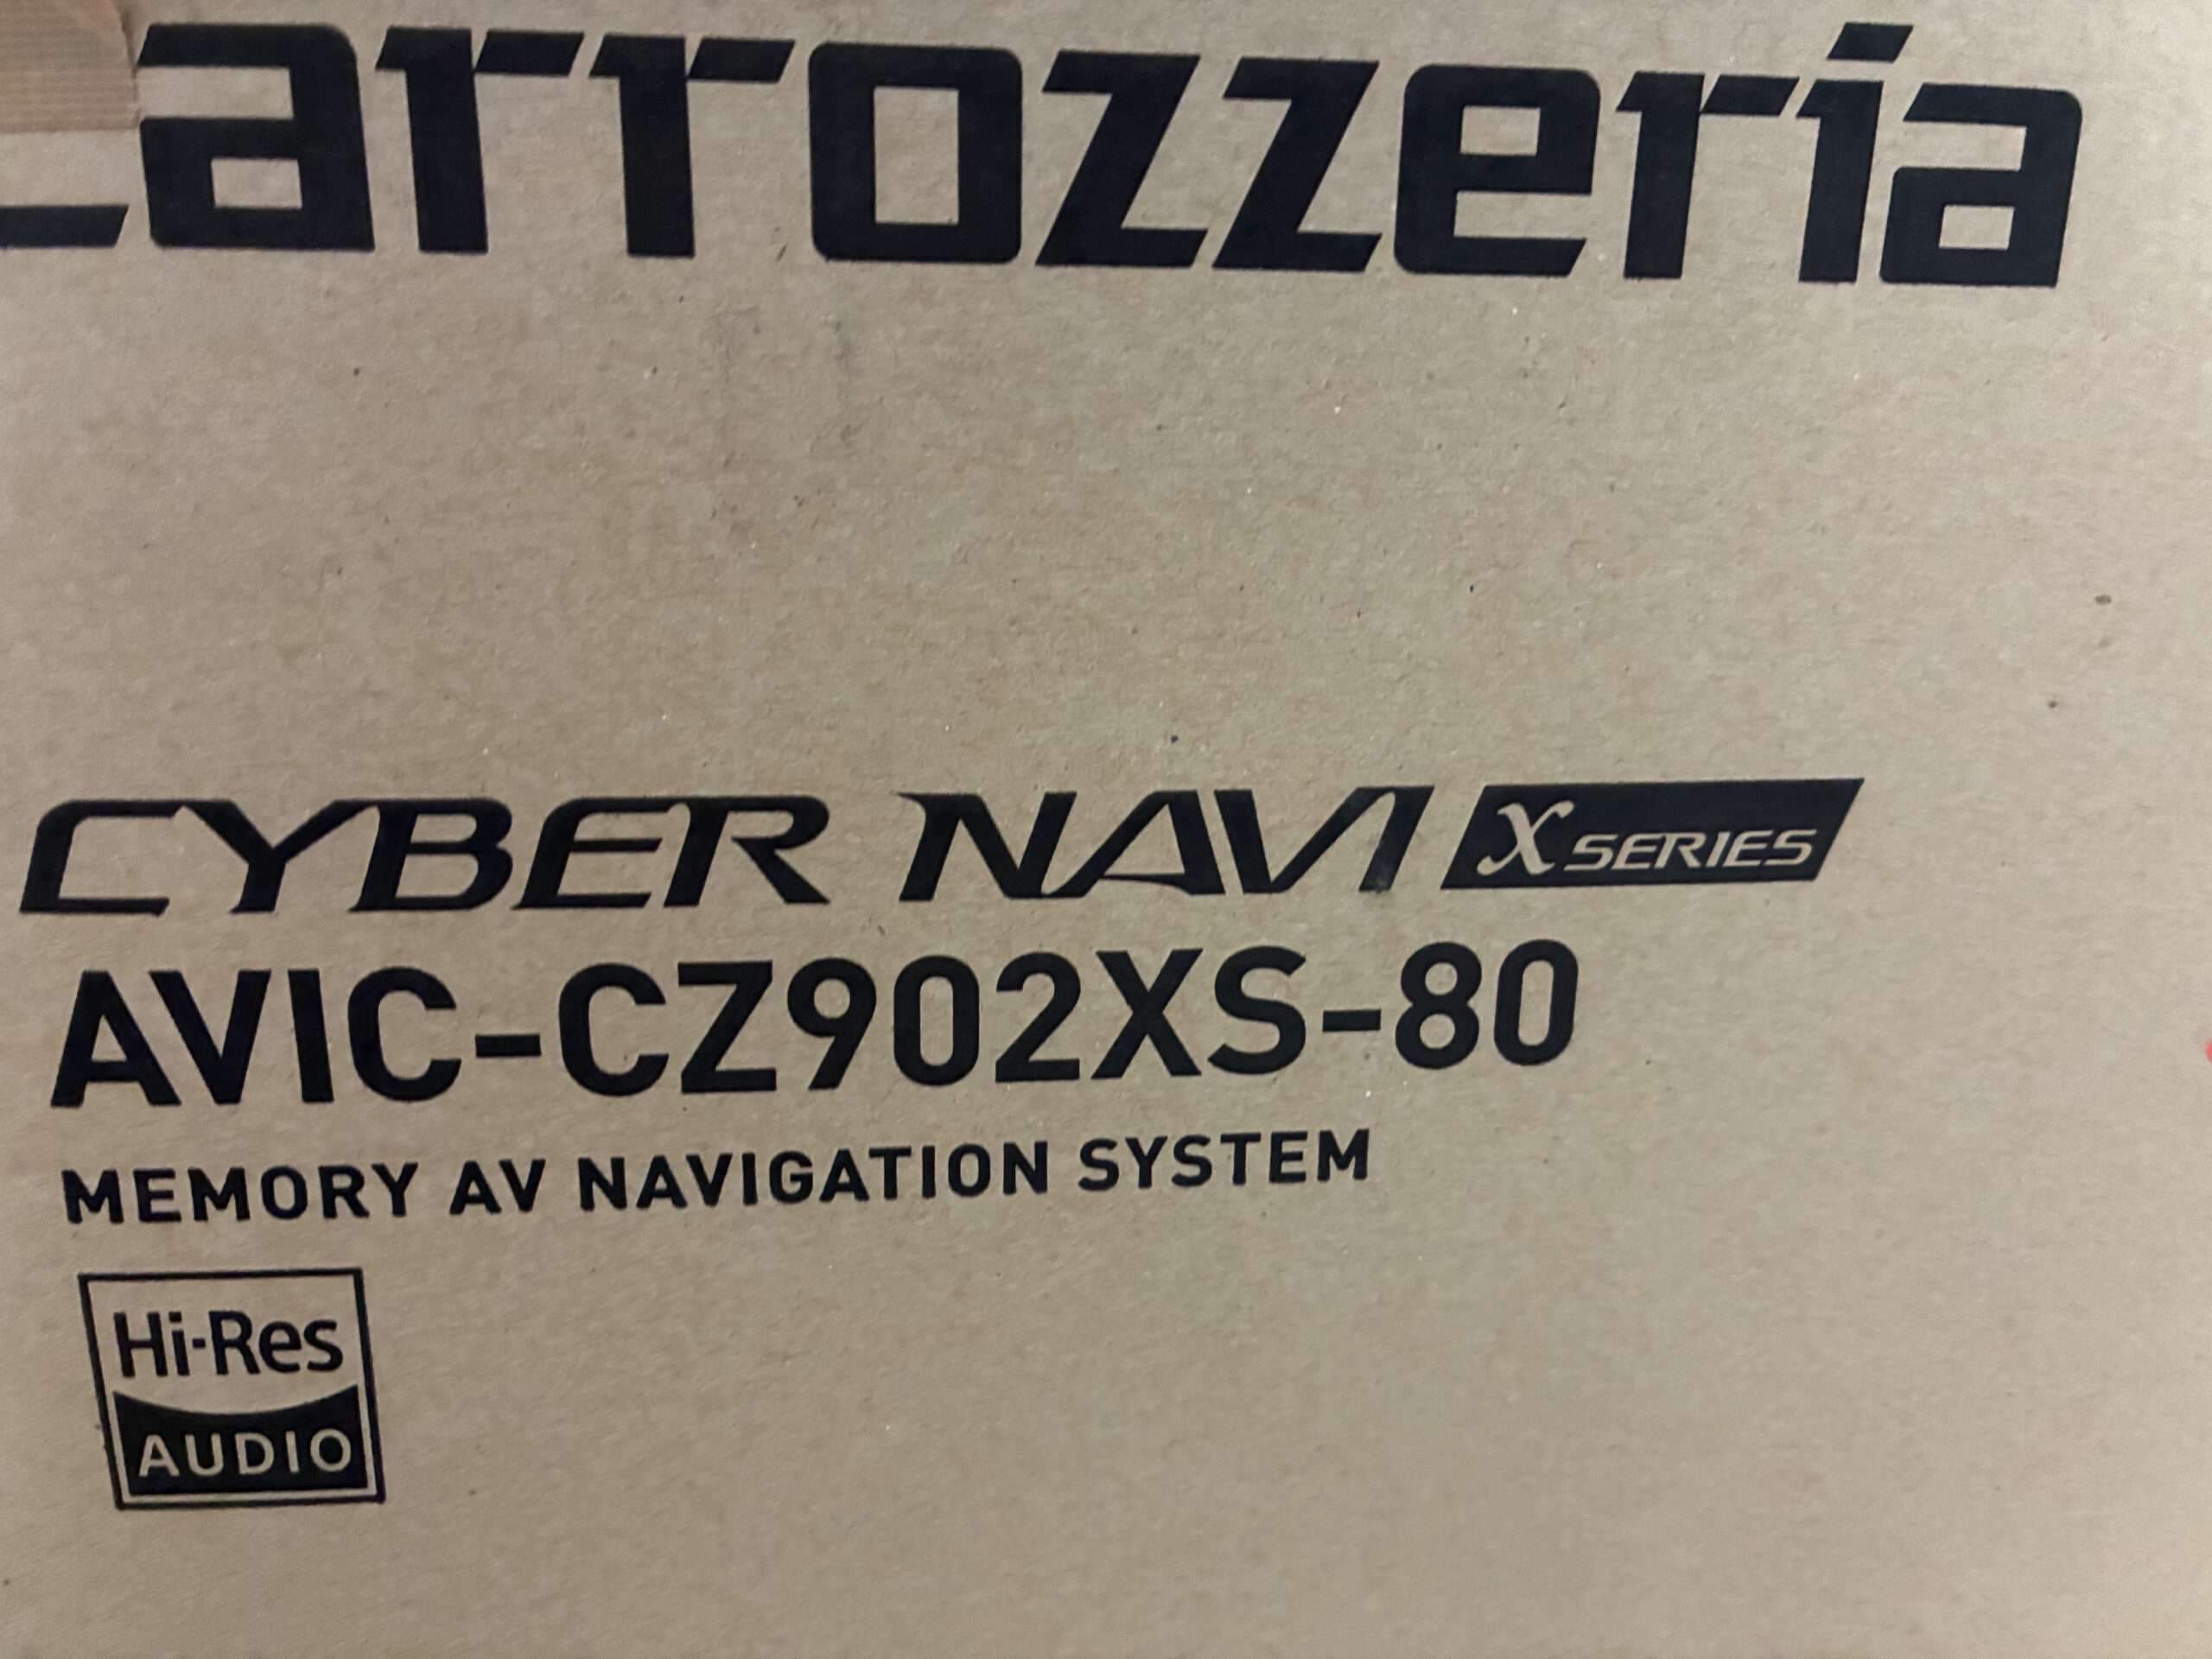 carrozzeria
CYBER NAVI X SERIES
AVIC-CZ902XS-80
MEMORY AV NAVIGATION SYSTEM
Hi-Res
AUDIO